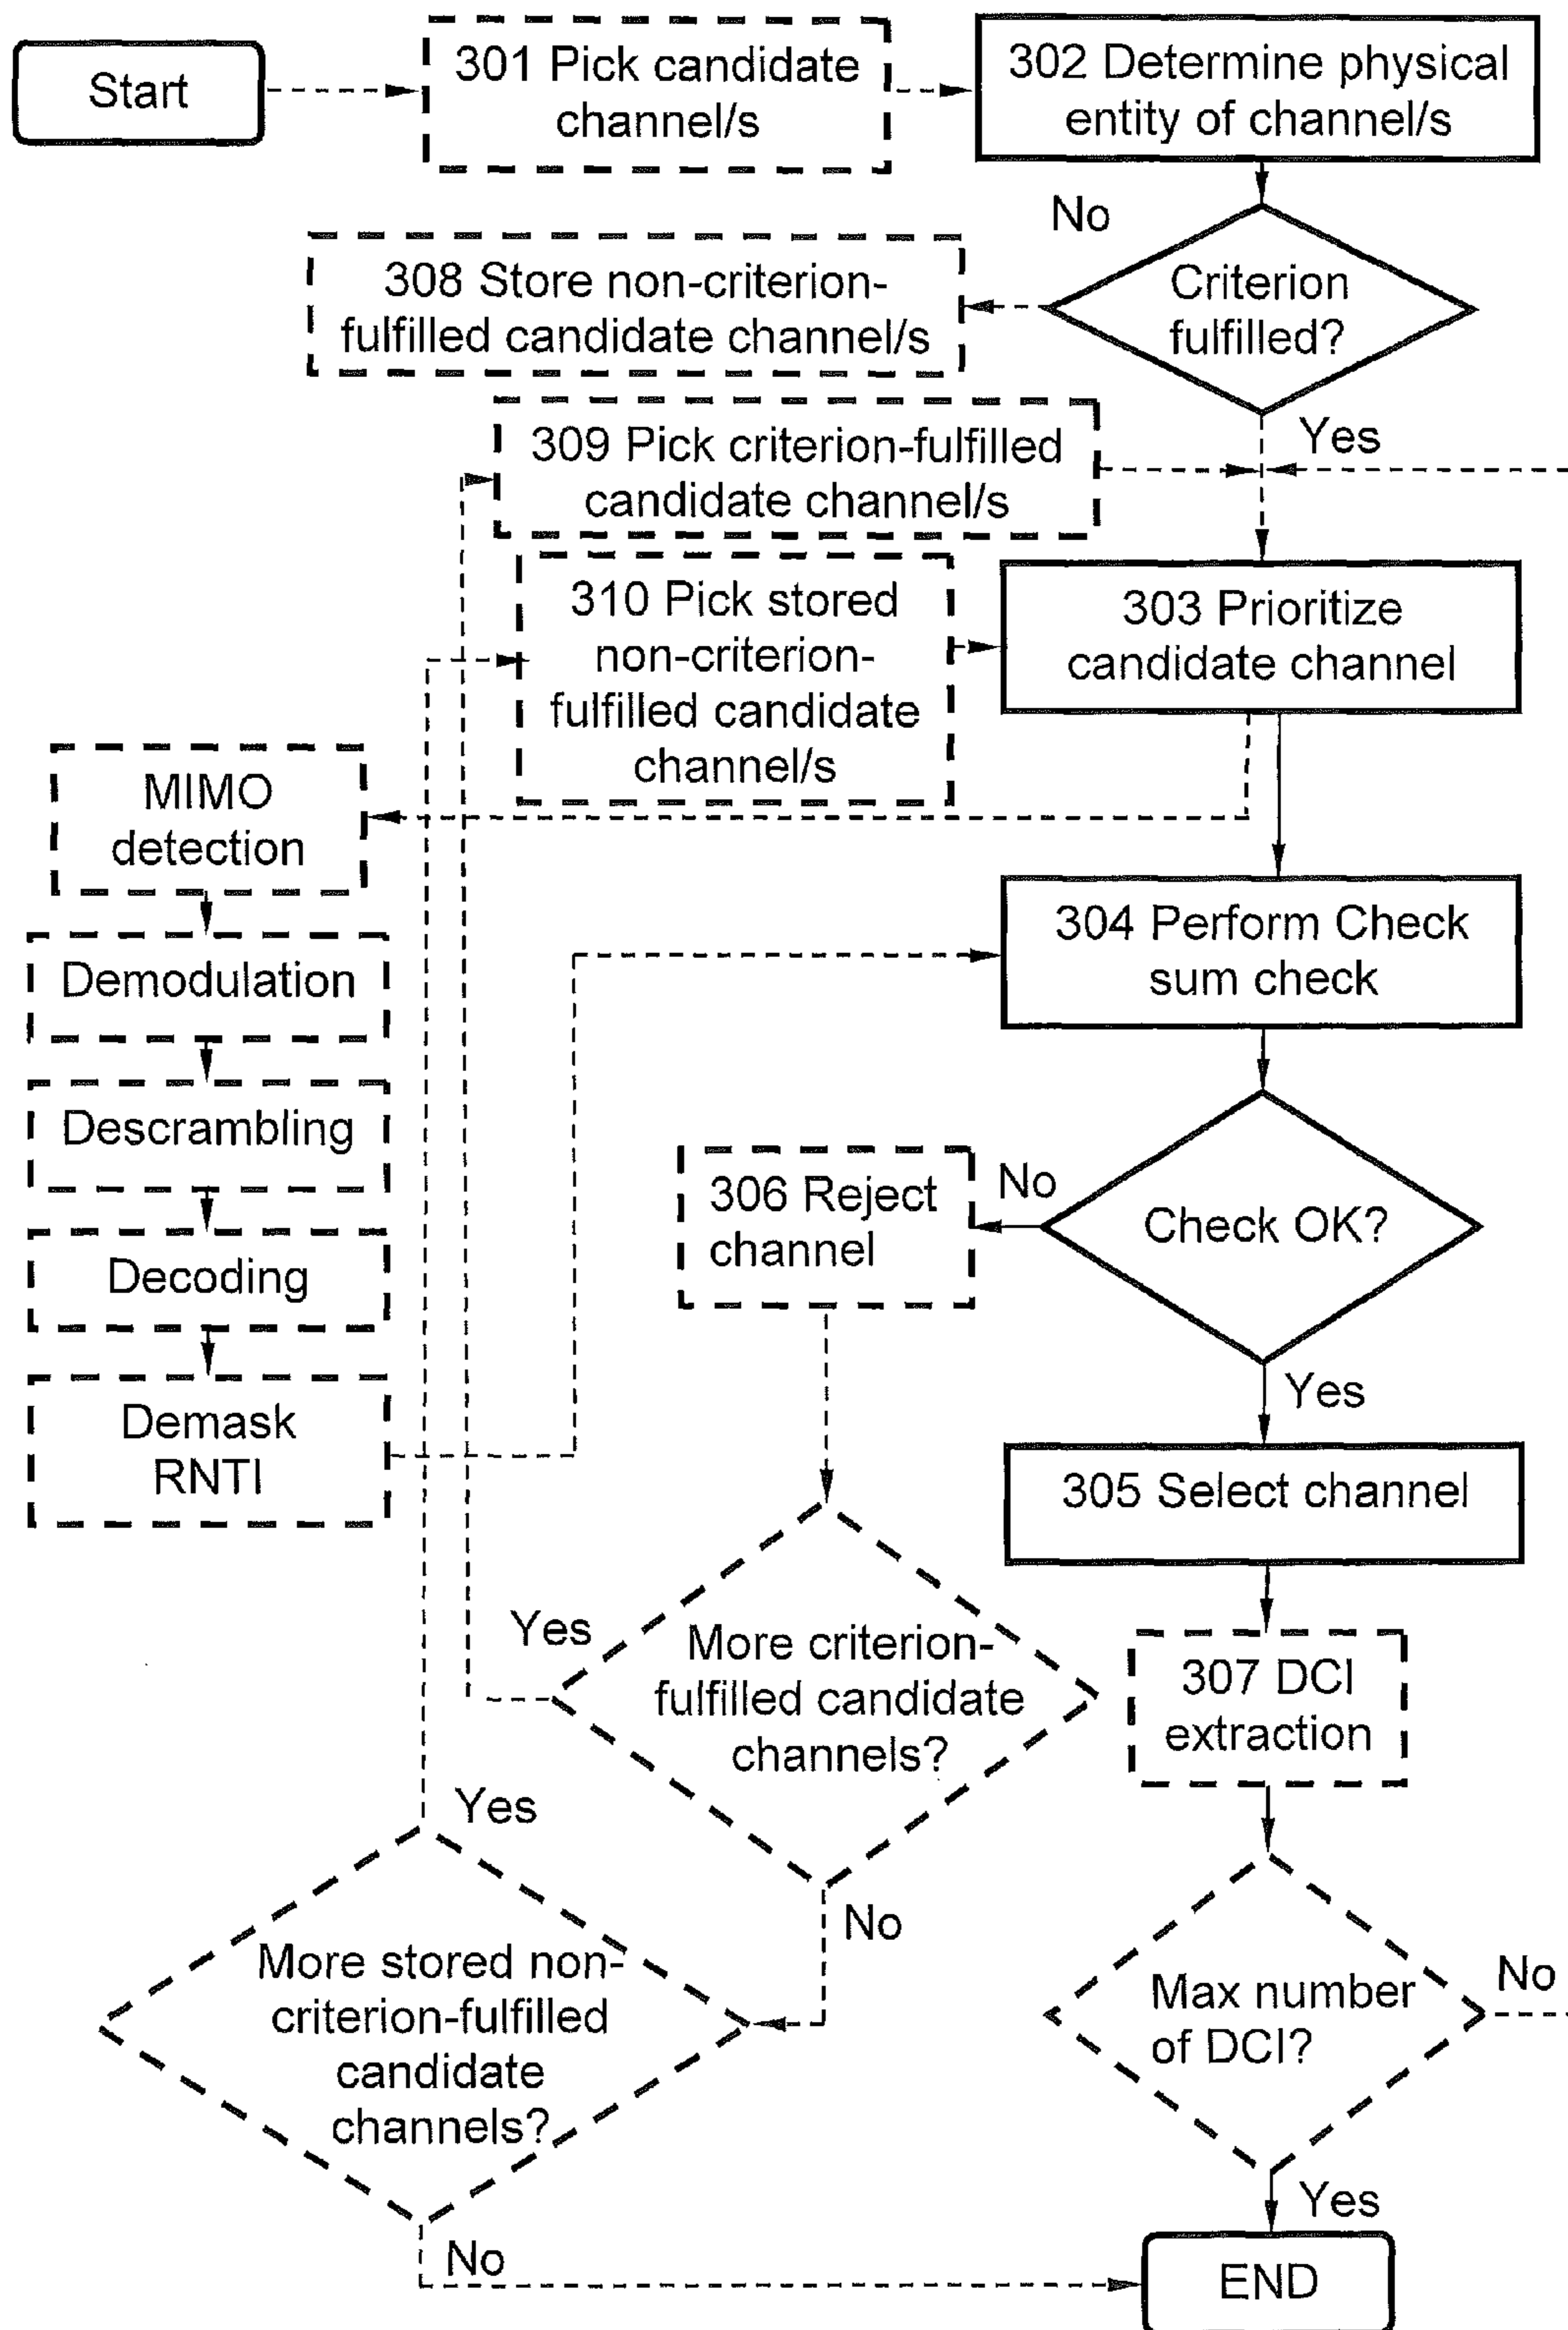 Start
301 Pick candidate
channel/s
302 Determine physical
entity of channel/s
No
Criterion
fulfilled?
308 Store non-criterion-
fulfilled candidate channel/s
Yes
309 Pick criterion-fulfilled
candidate channel/s
310 Pick stored
non-criterion-
fulfilled candidate
channel/s
303 Prioritize
candidate channel
MIMO
detection
304 Perform Check
sum check
Demodulation
Descrambling
306 Reject
channel
No
Check OK?
Decoding
Yes
Demask
RNTI
305 Select channel
Yes
More criterion-
fulfilled candidate
channels?
307 DCI
extraction
Yes
No
More stored non-
criterion-fulfilled
candidate
channels?
Max number
of DCI?
No
Yes
No
END